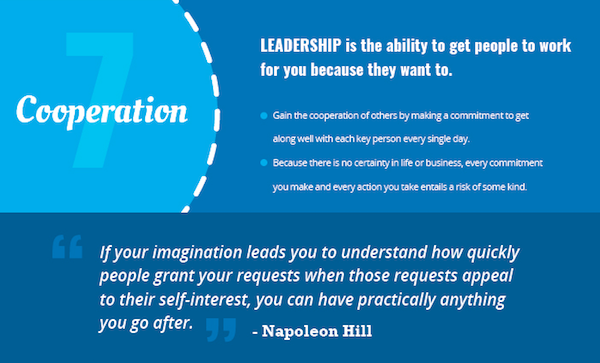 7
Cooperation
LEADERSHIP is the ability to get people to work
for you because they want to.
Gain the cooperation of others by making a commitment to get
along well with each key person every single day.
Because there is no certainty in life or business, every commitment
you make and every action you take entails a risk of some kind.
“ If your imagination leads you to understand how quickly
people grant your requests when those requests appeal
to their self-interest, you can have practically anything
you go after. ”
- Napoleon Hill